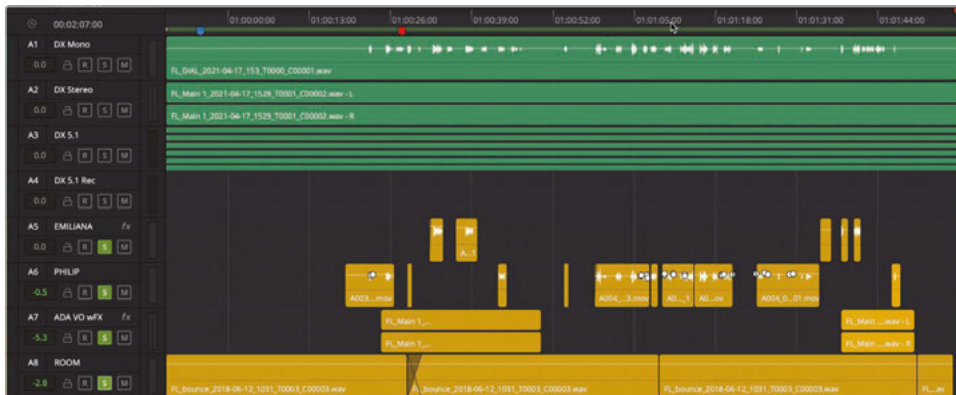 00:02:07:00
01:00:00:00 01:00:13:00 01:00:26:00 01:00:39:00 01:00:52:00 01:01:05:00 01:01:18:00 01:01:31:00 01:01:44:00
A1 DX Mono
0.0 R S M
FL_DIAL_2021-04-17_153_T0000_C00001.wav
A2 DX Stereo
FL_Main 1_2021-04-17_1529_T0001_C00002.wav - L
0.0 R S M
FL_Main 1_2021-04-17_1529_T0001_C00002.wav - R
A3 DX 5.1
0.0 R S M
A4 DX 5.1 Rec
0.0 R S M
A5 EMILIANA fx
0.0 R S M
A...1
A6 PHILIP
-0.5 R S M
A003....mov A004_...3.mov A0..._1 A0...ov A004_0...01.mov
A7 ADA VO wFX fx
FL_Main 1_... FL_Main ....wav - L
-5.3 R S M
FL_Main 1_... FL_Main ....wav - R
A8 ROOM
-2.8 R S M
FL_bounce_2018-06-12_1031_T0003_C00003.wav FL_bounce_2018-06-12_1031_T0003_C00003.wav FL_bounce_2018-06-12_1031_T0003_C00003.wav FL...av